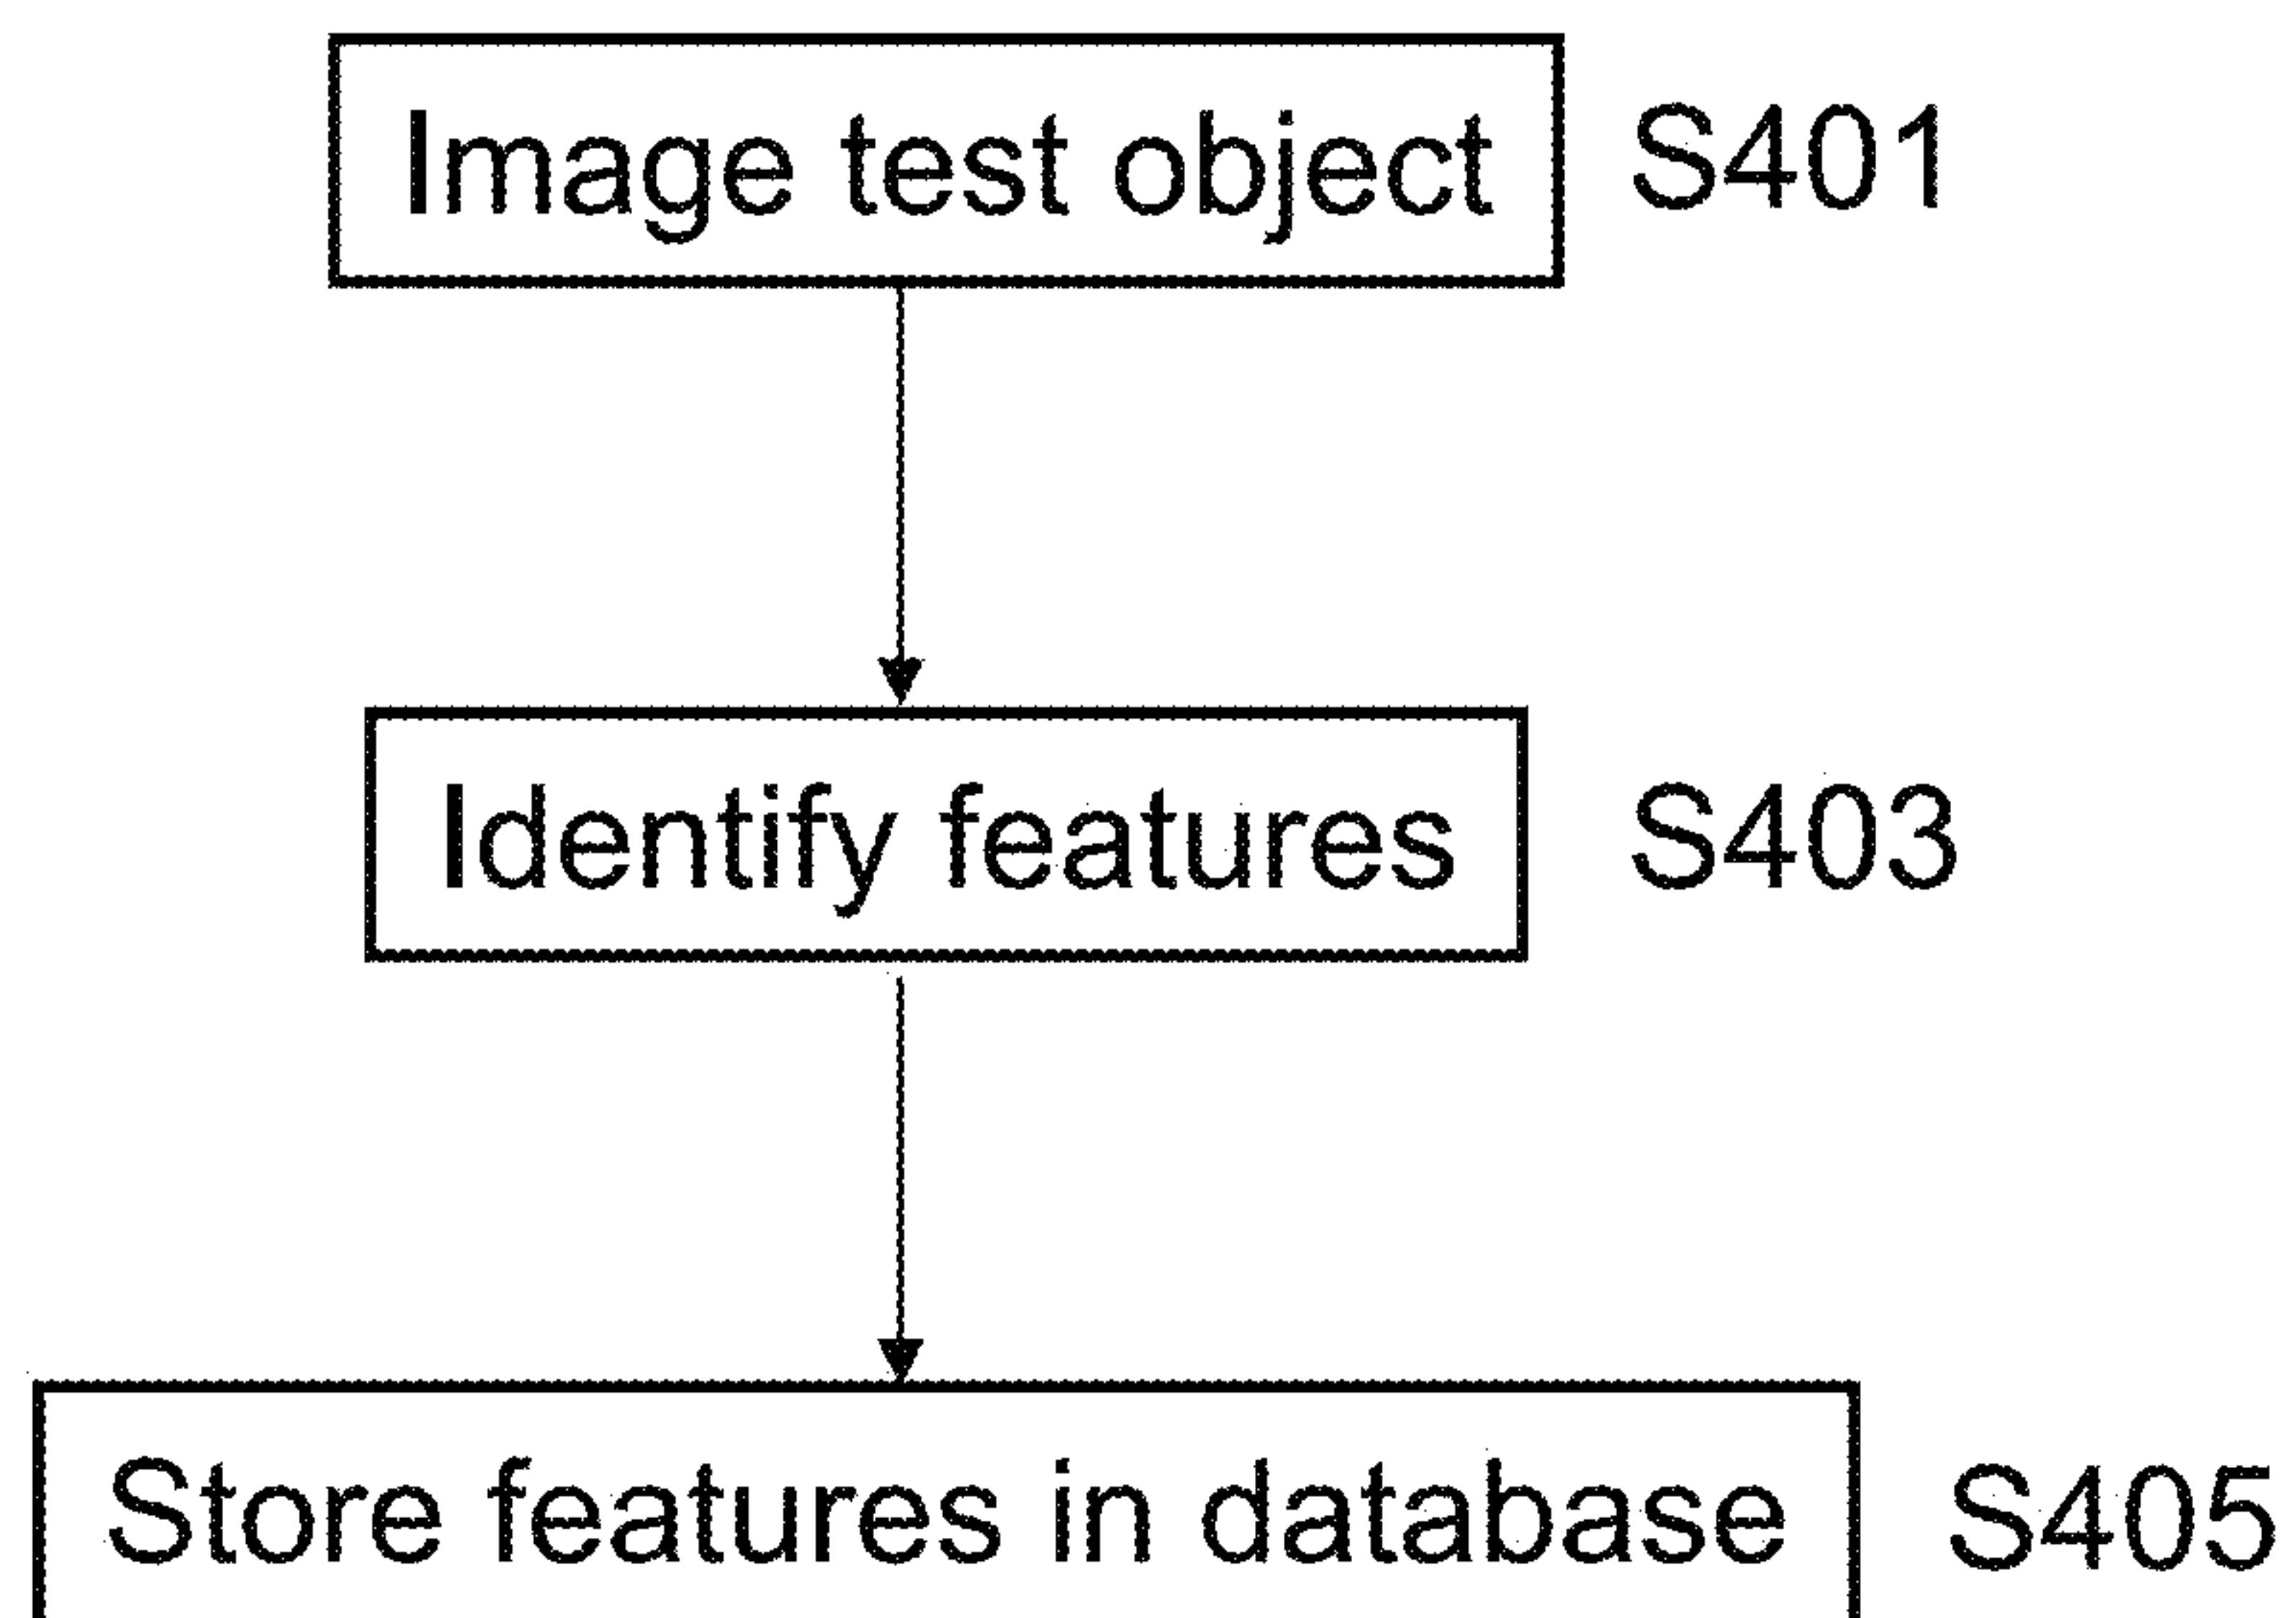 Image test object S401
Identify features S403
Store features in database S405